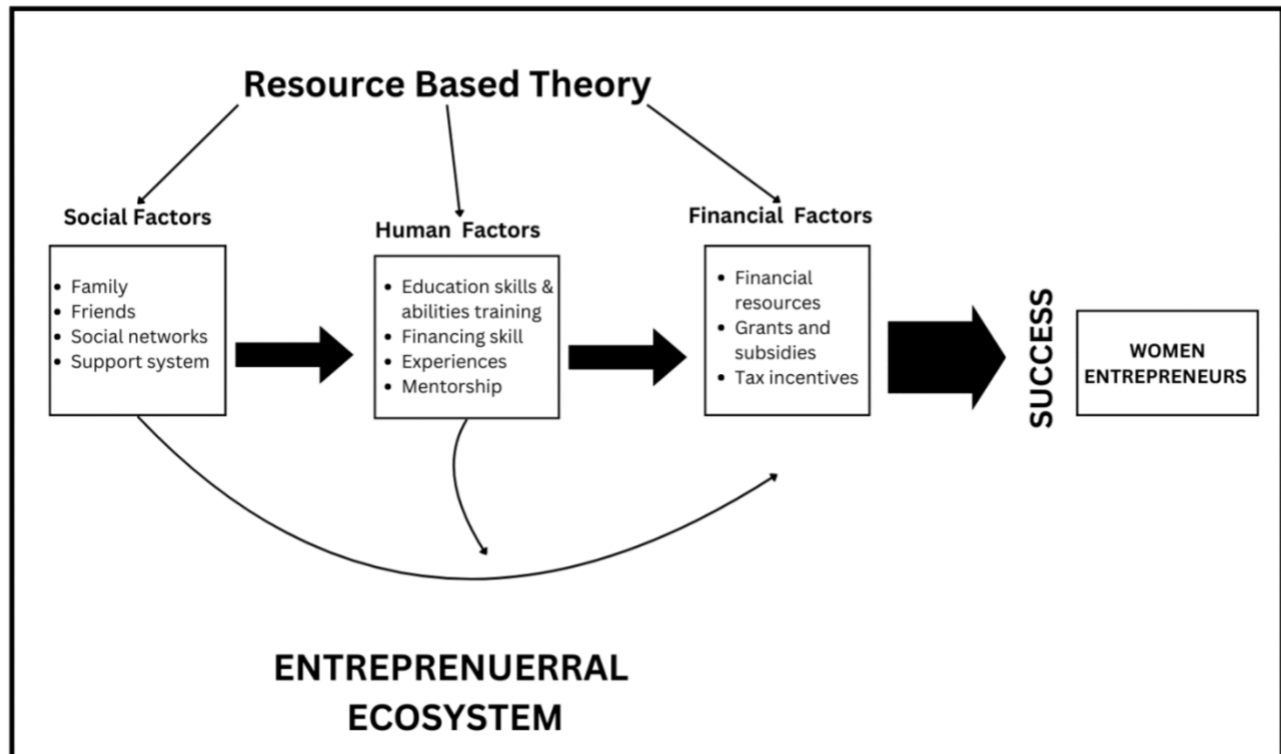 Resource Based Theory
Social Factors
• Family
• Friends
• Social networks
• Support system
Human Factors
• Education skills &
abilities training
• Financing skill
• Experiences
• Mentorship
Financial Factors
• Financial
resources
• Grants and
subsidies
• Tax incentives
SUCCESS
WOMEN
ENTREPRENEURS
ENTREPRENUERRAL
ECOSYSTEM